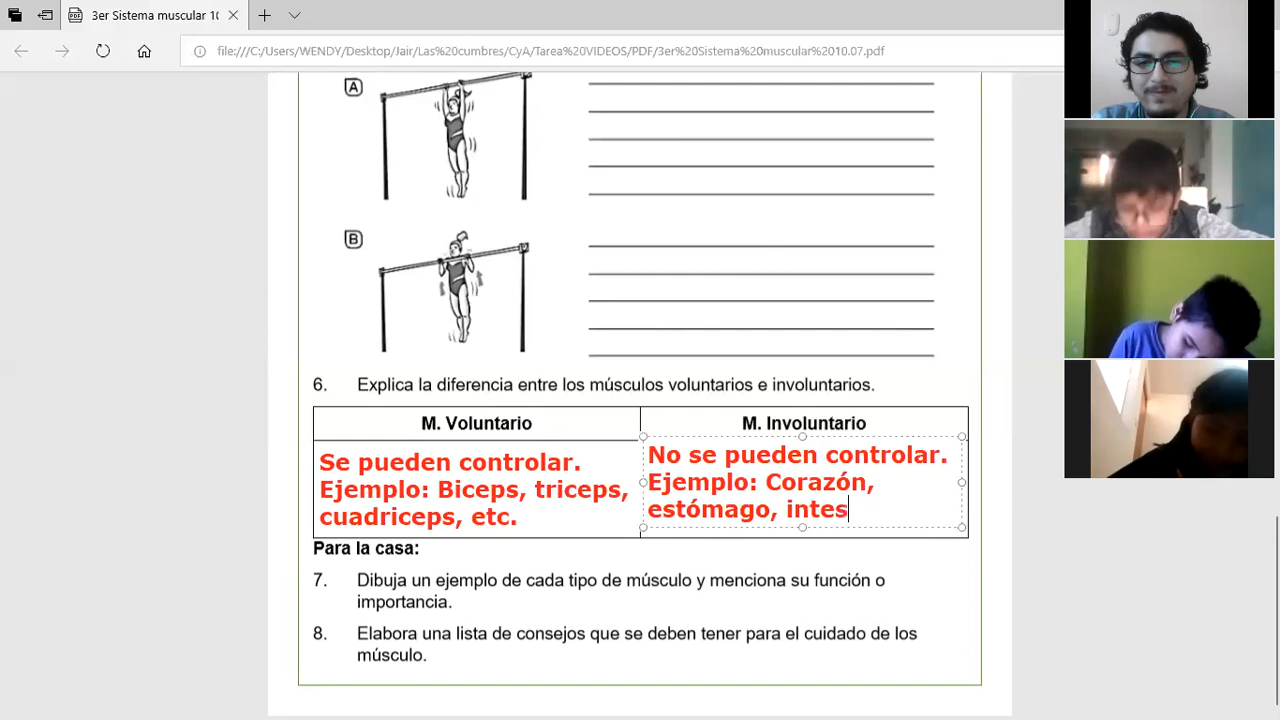 3er Sistema muscular 10
file:///C:/Users/WENDY/Desktop/Jair/Las%20cumbres/CyA/Tarea%20VIDEOS/PDF/3er%20Sistema%20muscular%2010.07.pdf
A
B
6. Explica la diferencia entre los músculos voluntarios e involuntarios.
M. Voluntario
Se pueden controlar.
Ejemplo: Biceps, triceps,
cuadriceps, etc.
M. Involuntario
No se pueden controlar.
Ejemplo: Corazón,
estómago, intes
Para la casa:
7. Dibuja un ejemplo de cada tipo de músculo y menciona su función o
importancia.
8. Elabora una lista de consejos que se deben tener para el cuidado de los
músculo.